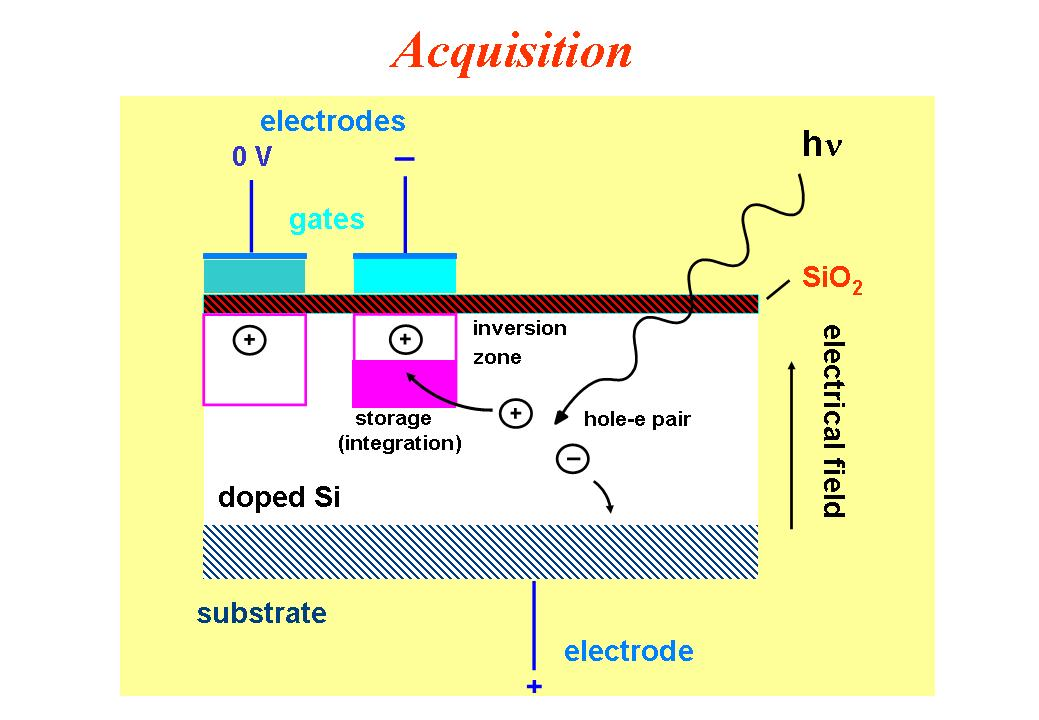 Acquisition
electrodes
0 V
–
hν
gates
SiO₂
+
+
inversion
zone
electrical field
storage
(integration)
+
hole-e pair
–
doped Si
substrate
electrode
+